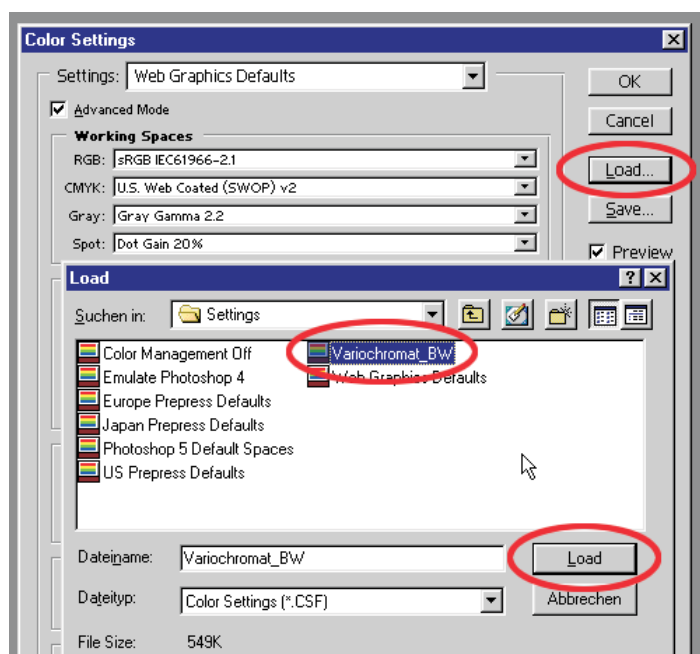 Color Settings
Settings: Web Graphics Defaults
OK
Advanced Mode
Cancel
Working Spaces
RGB: sRGB IEC61966-2.1
Load...
CMYK: U.S. Web Coated (SWOP) v2
Gray: Gray Gamma 2.2
Save...
Spot: Dot Gain 20%
Preview
Load
Suchen in: Settings
Color Management Off
Variochromat_BW
Emulate Photoshop 4
Web Graphics Defaults
Europe Prepress Defaults
Japan Prepress Defaults
Photoshop 5 Default Spaces
US Prepress Defaults
Dateiname: Variochromat_BW
Load
Dateityp: Color Settings (*.CSF)
Abbrechen
File Size: 549K